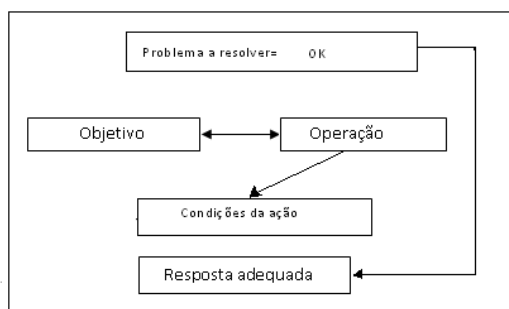 Problema a resolver= OK
Objetivo
Operação
Condições da ação
Resposta adequada